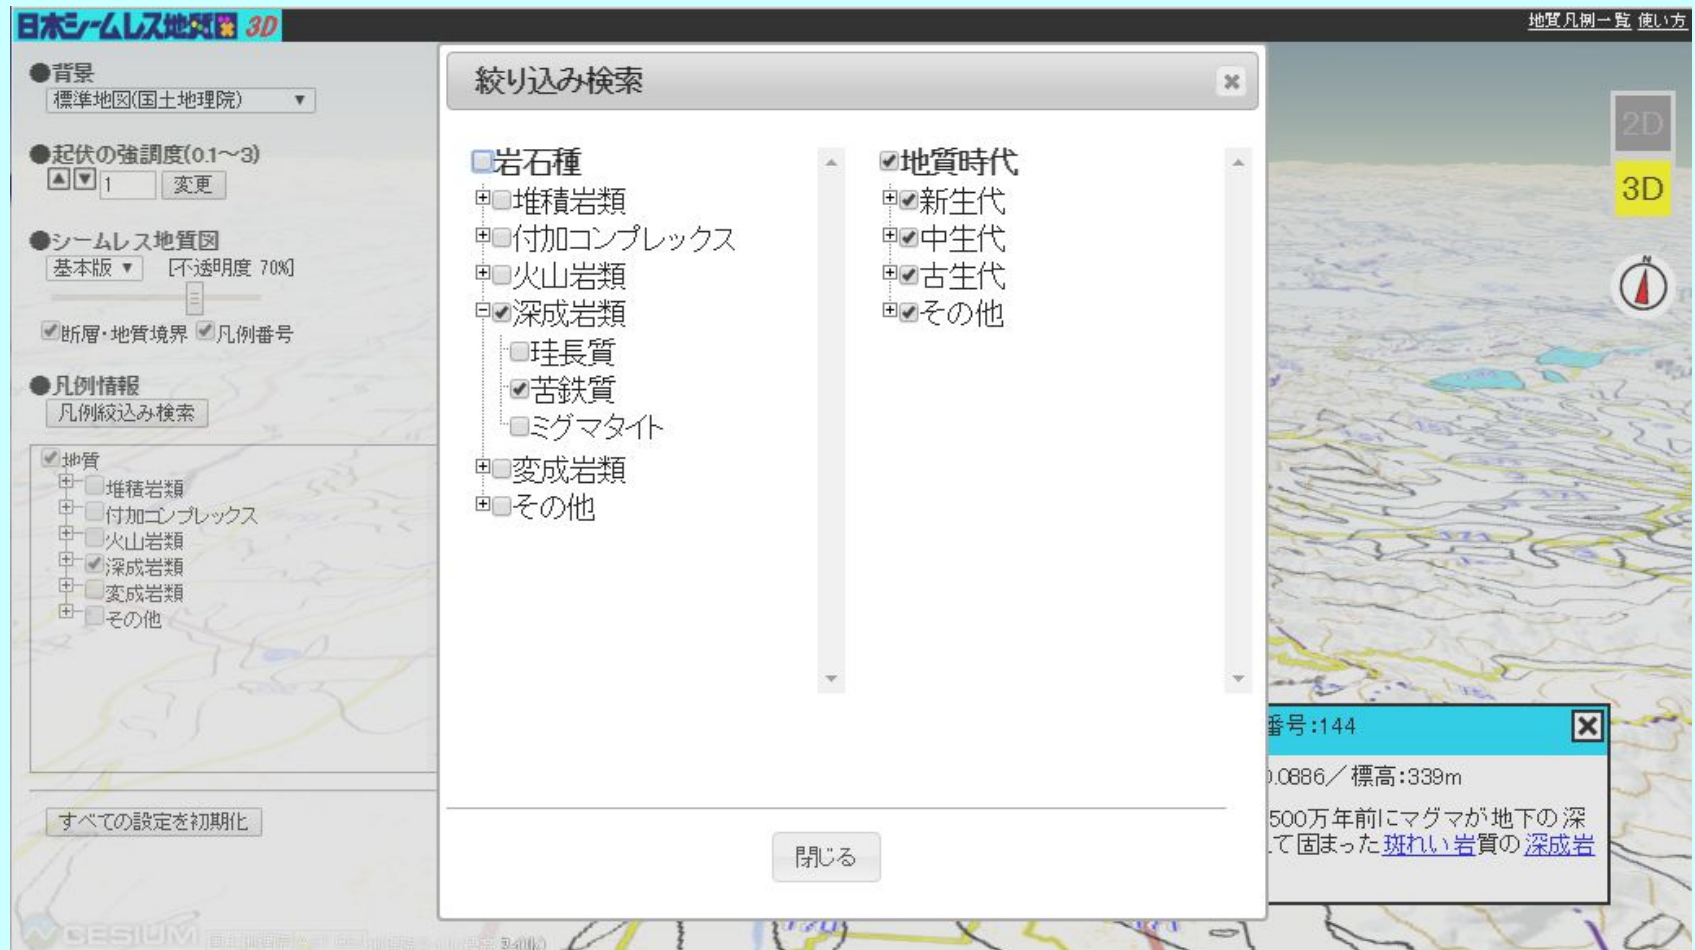 日本シームレス地質図 3D
地質凡例一覧 使い方
●背景
標準地図(国土地理院) ▼
●起伏の強調度(0.1～3)
▲▼ 1 変更
●シームレス地質図
基本版 ▼ [不透明度 70%]
断層・地質境界 凡例番号
●凡例情報
凡例絞込み検索
地質
堆積岩類
付加コンプレックス
火山岩類
深成岩類
変成岩類
その他
すべての設定を初期化
CESIUM
絞り込み検索
岩石種
堆積岩類
付加コンプレックス
火山岩類
深成岩類
珪長質
苦鉄質
ミグマタイト
変成岩類
その他
地質時代
新生代
中生代
古生代
その他
閉じる
2D
3D
N
番号:144
.0886／標高:339m
500万年前にマグマが地下の深
て固まった斑れい岩質の深成岩